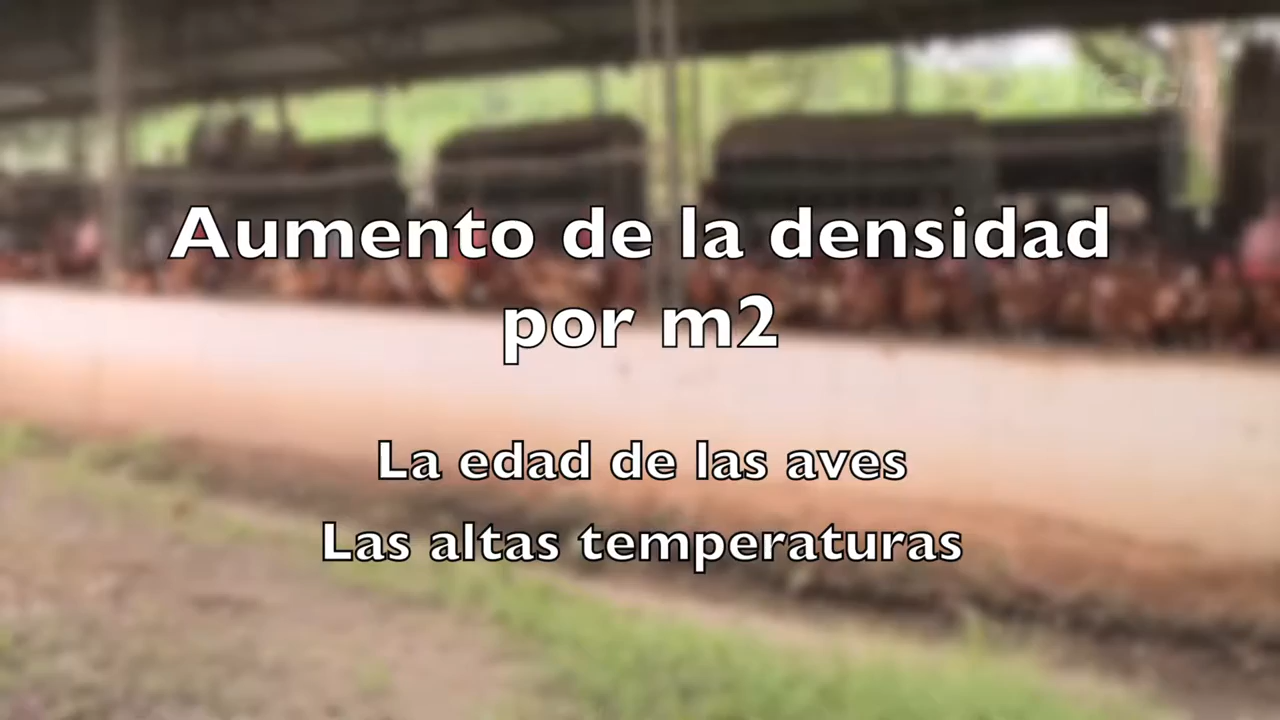 Aumento de la densidad
por m2
La edad de las aves
Las altas temperaturas